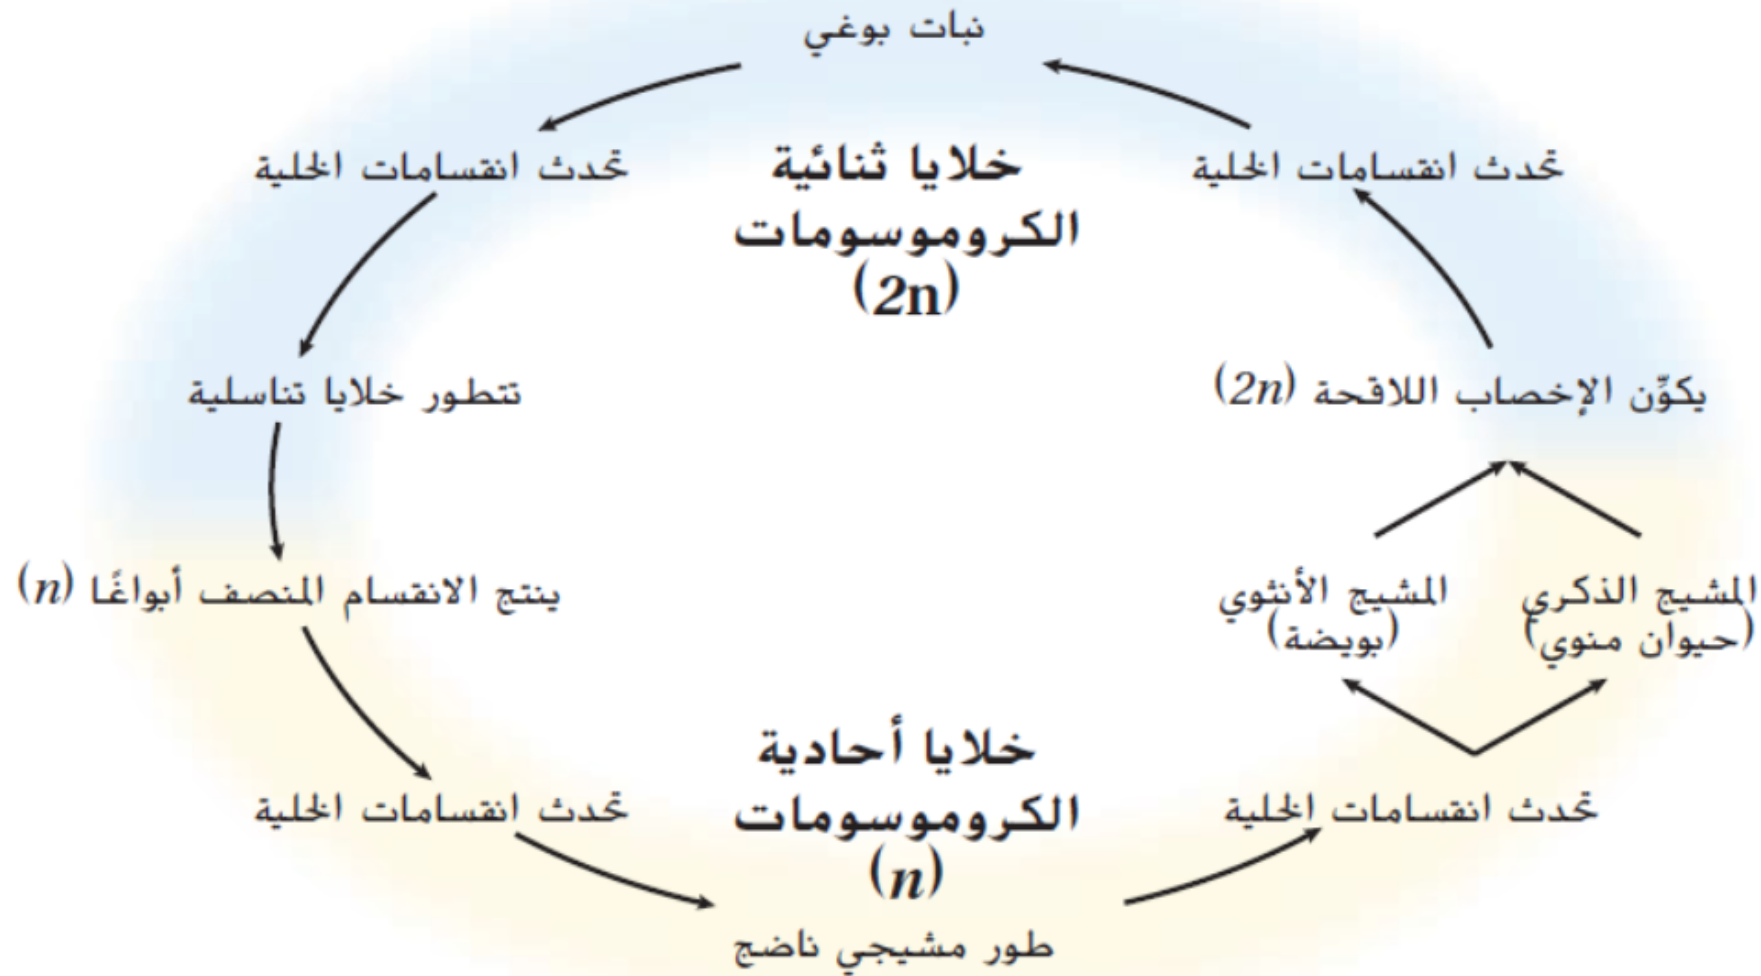 نبات بوغي
تحدث انقسامات الخلية
خلايا ثنائية
الكروموسومات
(2n)
تحدث انقسامات الخلية
يكوِّن الإخصاب اللاقحة (2n)
تتطور خلايا تناسلية
المشيج الذكري
(حيوان منوي)
المشيج الأنثوي
(بويضة)
ينتج الانقسام المنصف أبواغًا (n)
خلايا أحادية
الكروموسومات
(n)
تحدث انقسامات الخلية
تحدث انقسامات الخلية
طور مشيجي ناضج